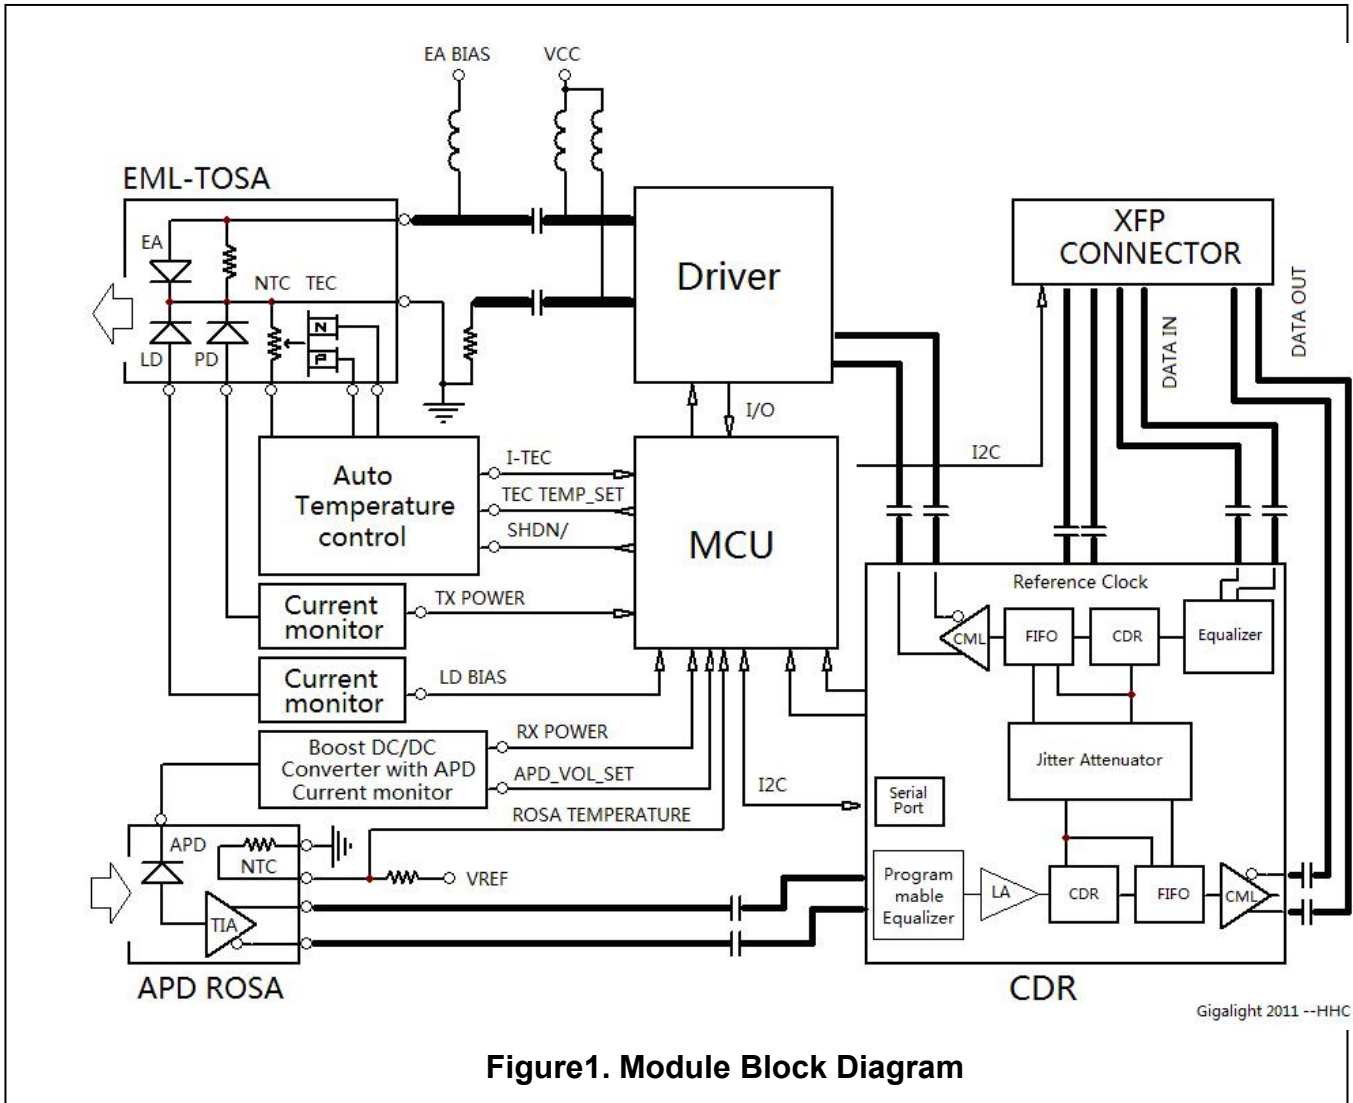 EA BIAS
VCC
EML-TOSA
EA
NTC
TEC
N
P
LD
PD
Driver
XFP
CONNECTOR
DATA IN
DATA OUT
I/O
I2C
Auto
Temperature
control
I-TEC
TEC TEMP_SET
SHDN/
MCU
Current
monitor
TX POWER
Current
monitor
LD BIAS
Boost DC/DC
Converter with APD
Current monitor
RX POWER
APD_VOL_SET
ROSA TEMPERATURE
I2C
Reference Clock
CML
FIFO
CDR
Equalizer
Jitter Attenuator
Serial
Port
APD
NTC
VREF
TIA
Program
mable
Equalizer
LA
CDR
FIFO
CML
APD ROSA
CDR
Gigalight 2011 --HHC
Figure1. Module Block Diagram